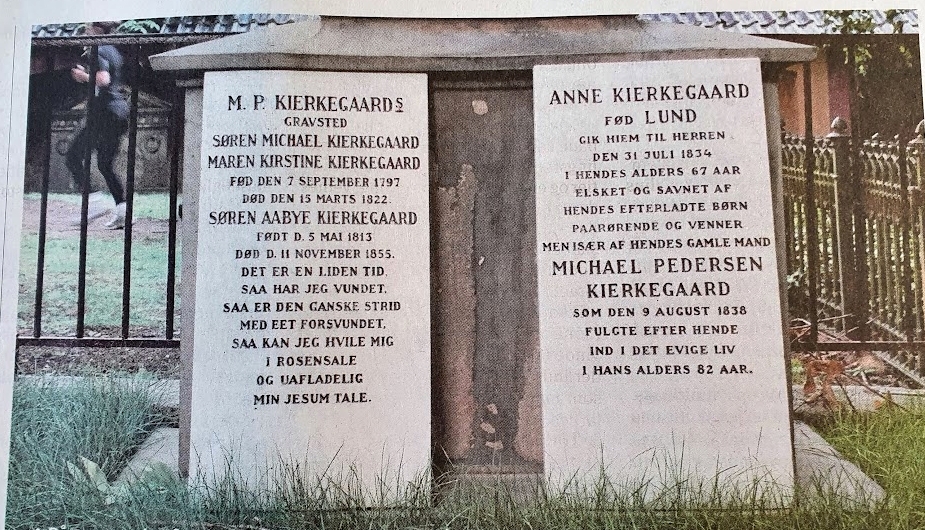 M. P. KIERKEGAARDS
GRAVSTED
SØREN MICHAEL KIERKEGAARD
MAREN KIRSTINE KIERKEGAARD
FØD DEN 7 SEPTEMBER 1797
DØD DEN 15 MARTS 1822.
SØREN AABYE KIERKEGAARD
FØDT D. 5 MAI 1813
DØD D. 11 NOVEMBER 1855.
DET ER EN LIDEN TID,
SAA HAR JEG VUNDET,
SAA ER DEN GANSKE STRID
MED EET FORSVUNDET,
SAA KAN JEG HVILE MIG
I ROSENSALE
OG UAFLADELIG
MIN JESUM TALE.
ANNE KIERKEGAARD
FØD LUND
GIK HIEM TIL HERREN
DEN 31 JULI 1834
I HENDES ALDERS 67 AAR
ELSKET OG SAVNET AF
HENDES EFTERLADTE BØRN
PAARØRENDE OG VENNER
MEN ISÆR AF HENDES GAMLE MAND
MICHAEL PEDERSEN
KIERKEGAARD
SOM DEN 9 AUGUST 1838
FULGTE EFTER HENDE
IND I DET EVIGE LIV
I HANS ALDERS 82 AAR.